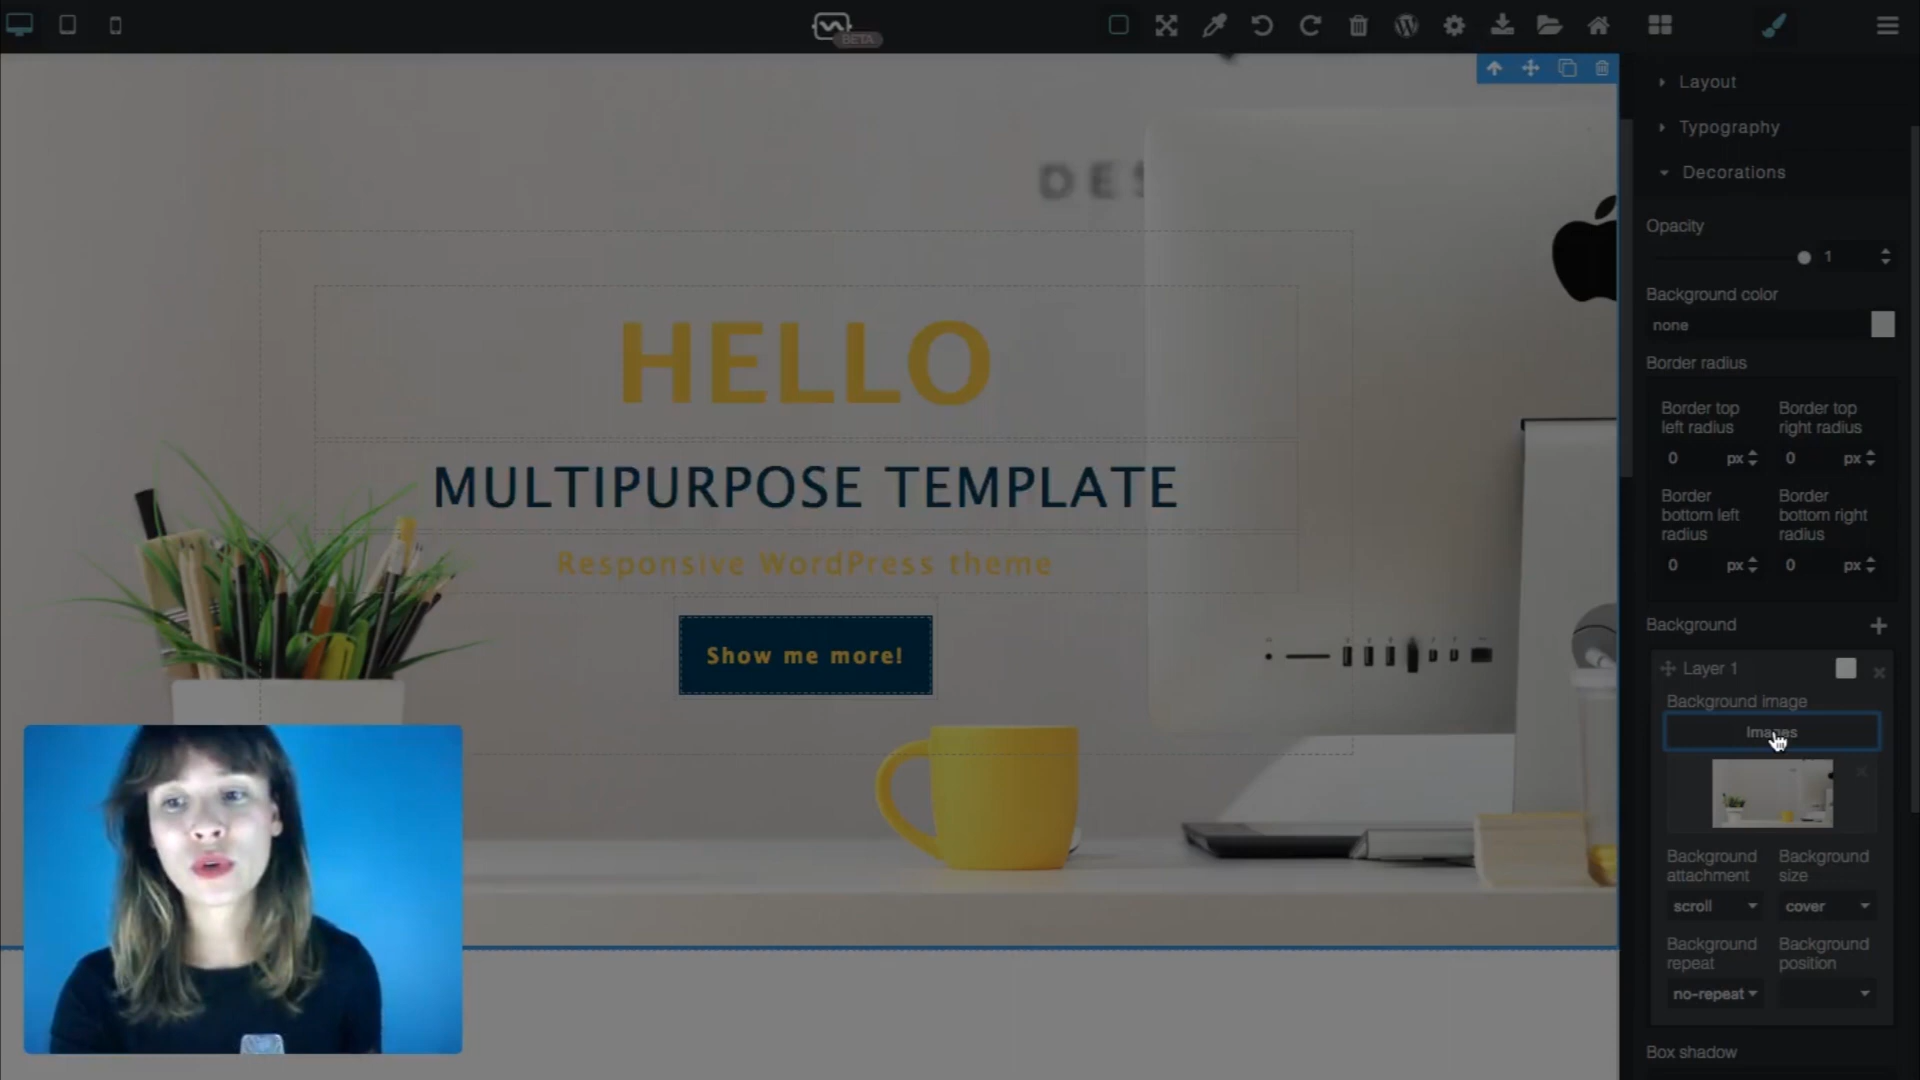 BETA
Layout
Typography
Decorations
Opacity
1
Background color
none
Border radius
Border top left radius
Border top right radius
0 px
0 px
Border bottom left radius
Border bottom right radius
0 px
0 px
Background
Layer 1
Background image
Images
Background attachment
Background size
scroll
cover
Background repeat
Background position
no-repeat
Box shadow
DES
HELLO
MULTIPURPOSE TEMPLATE
Responsive WordPress theme
Show me more!